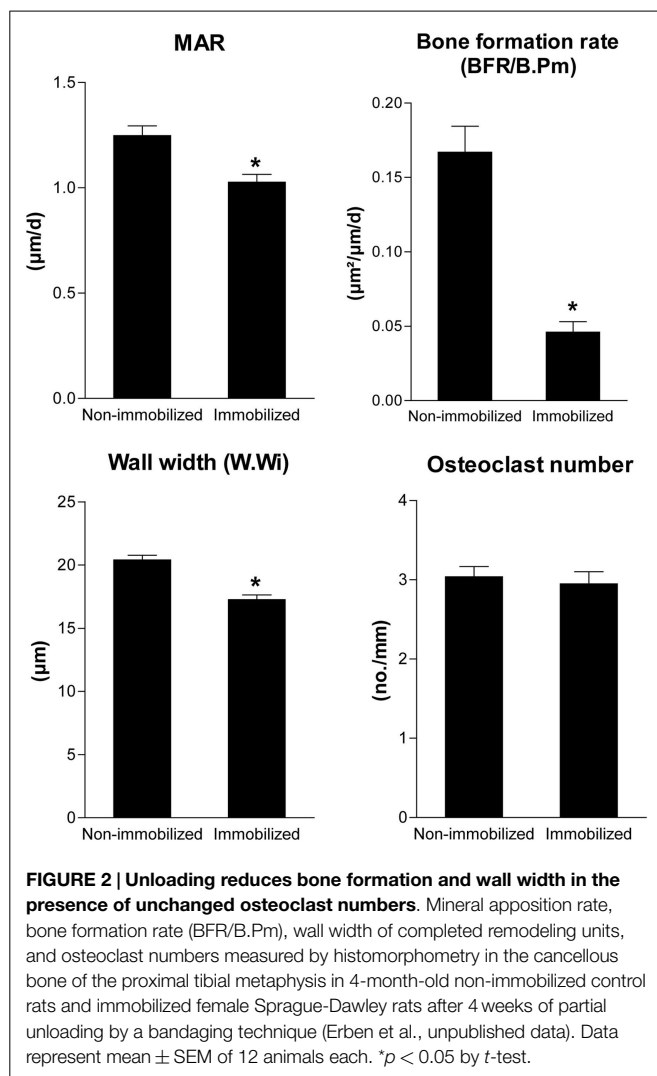 MAR
(µm/d)
1.5
1.0
0.5
0.0
*
Non-immobilized Immobilized
Bone formation rate
(BFR/B.Pm)
(µm²/µm/d)
0.20
0.15
0.10
0.05
0.00
*
Non-immobilized Immobilized
Wall width (W.Wi)
(µm)
25
20
15
10
5
0
*
Non-immobilized Immobilized
Osteoclast number
(no./mm)
4
3
2
1
0
Non-immobilized Immobilized
FIGURE 2 | Unloading reduces bone formation and wall width in the
presence of unchanged osteoclast numbers. Mineral apposition rate,
bone formation rate (BFR/B.Pm), wall width of completed remodeling units,
and osteoclast numbers measured by histomorphometry in the cancellous
bone of the proximal tibial metaphysis in 4-month-old non-immobilized control
rats and immobilized female Sprague-Dawley rats after 4 weeks of partial
unloading by a bandaging technique (Erben et al., unpublished data). Data
represent mean ± SEM of 12 animals each. *p < 0.05 by t-test.